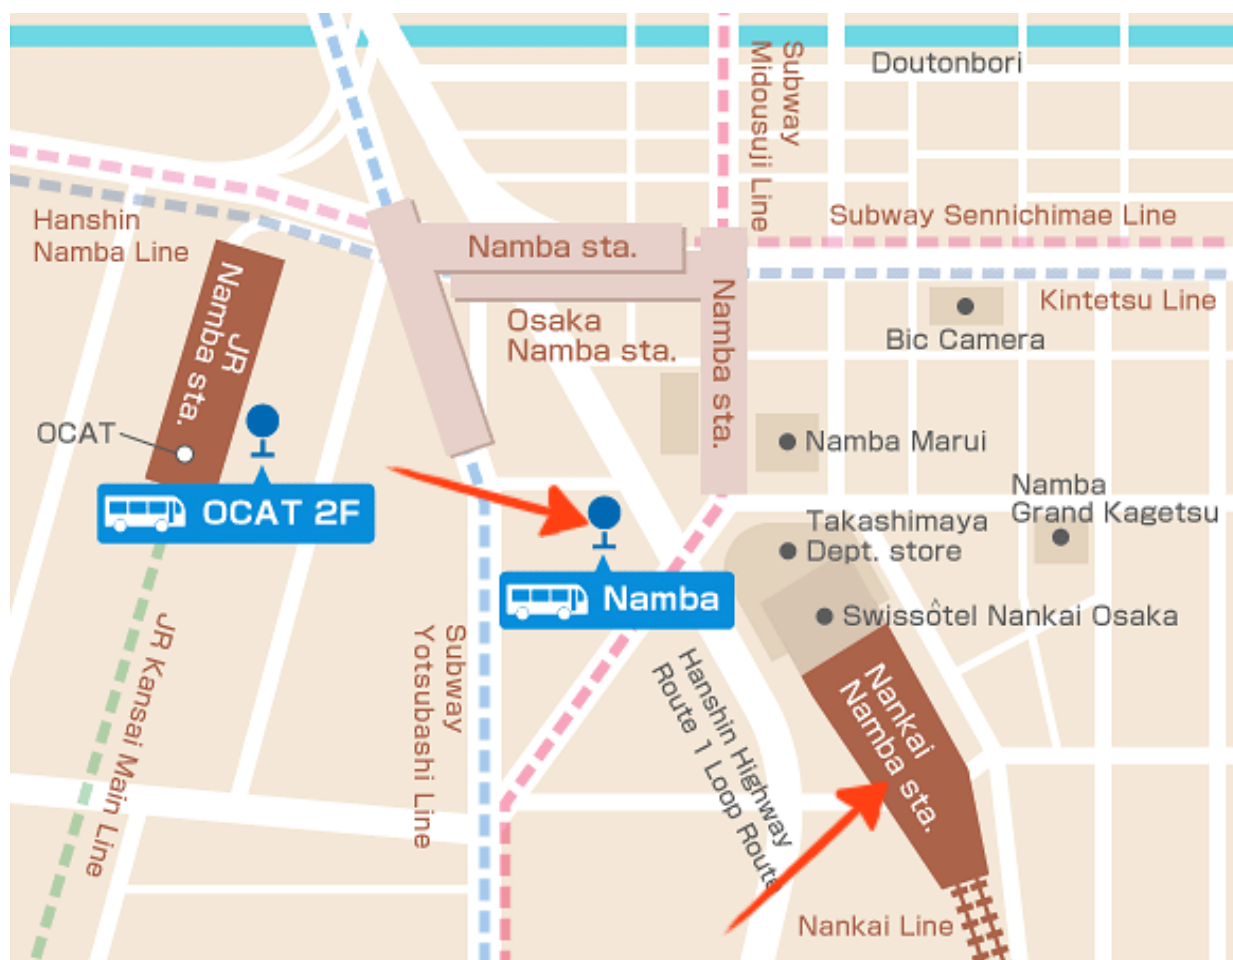 Doutonbori
Subway
Midousuji Line
Hanshin
Namba Line
Subway Sennichimae Line
Namba sta.
Kintetsu Line
JR
Namba sta.
Osaka
Namba sta.
Namba sta.
Bic Camera
OCAT
Namba Marui
OCAT 2F
Namba
Grand Kagetsu
Takashimaya
Dept. store
Namba
Swissôtel Nankai Osaka
JR Kansai Main Line
Subway
Yotsubashi Line
Hanshin Highway
Route 1 Loop Route
Nankai
Namba sta.
Nankai Line